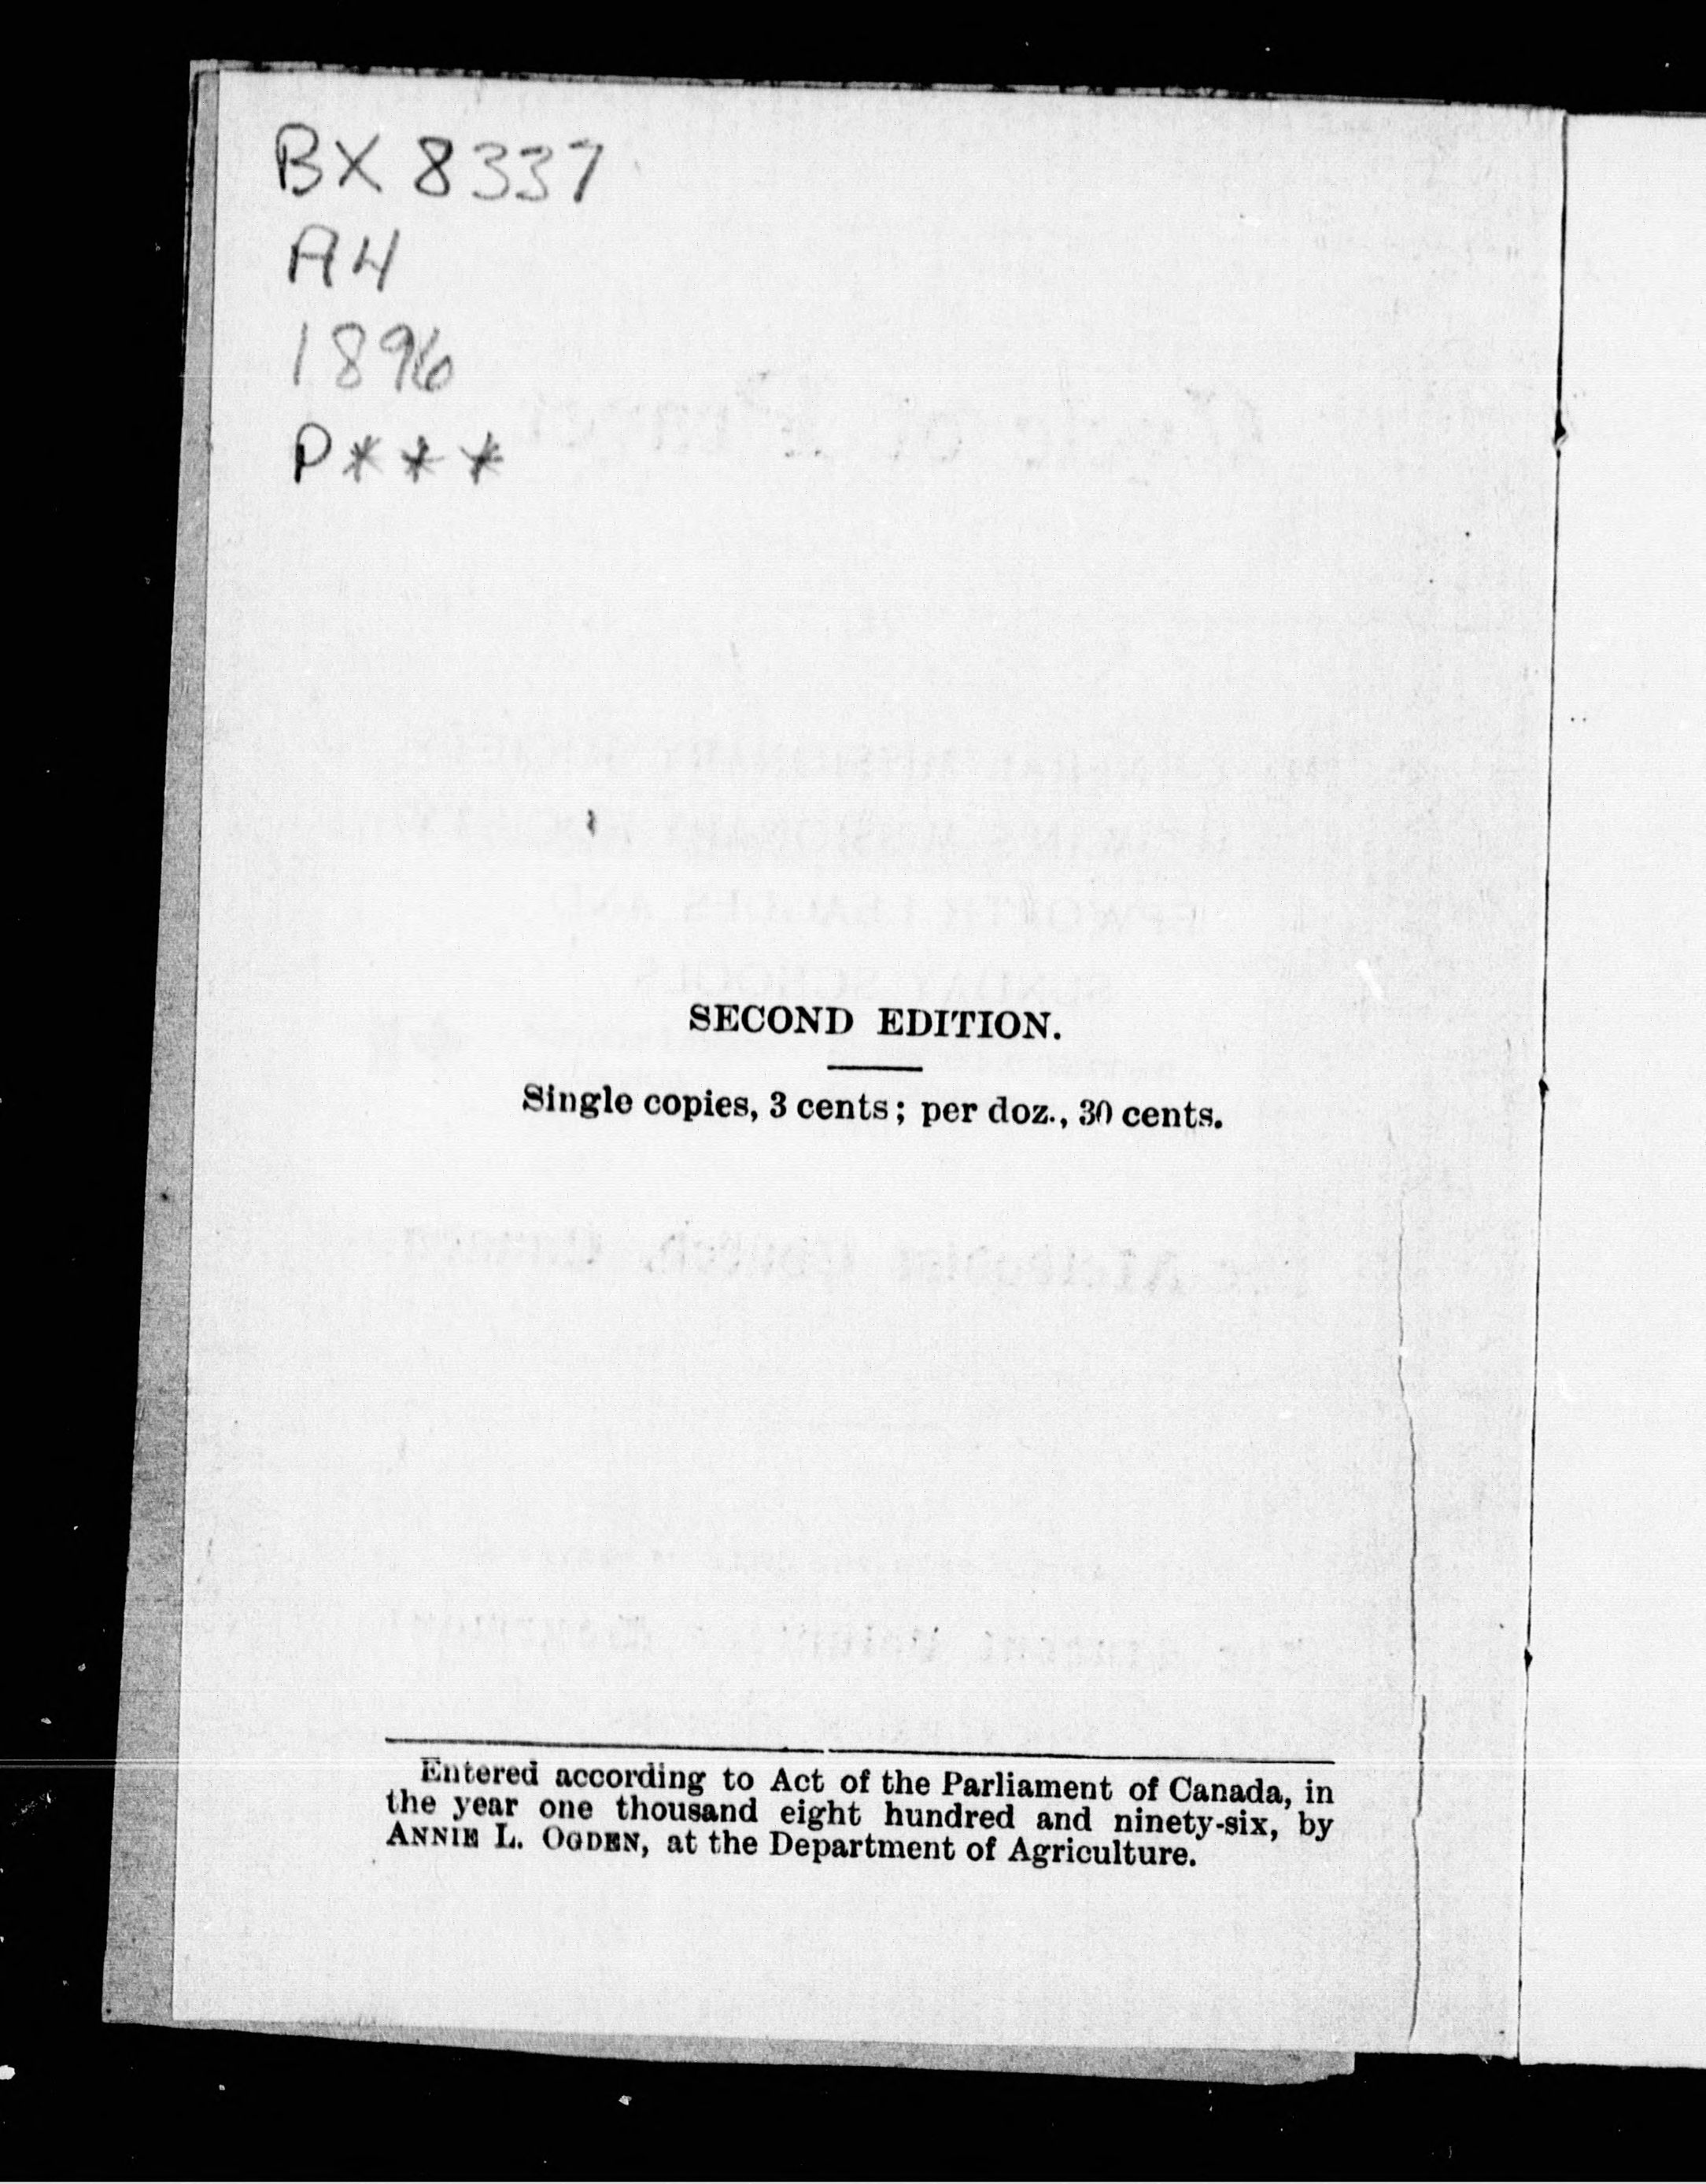 BX 8337
A4
1896
P***
SECOND EDITION.
Single copies, 3 cents; per doz., 30 cents.
Entered according to Act of the Parliament of Canada, in
the year one thousand eight hundred and ninety-six, by
ANNIE L. OGDEN, at the Department of Agriculture.